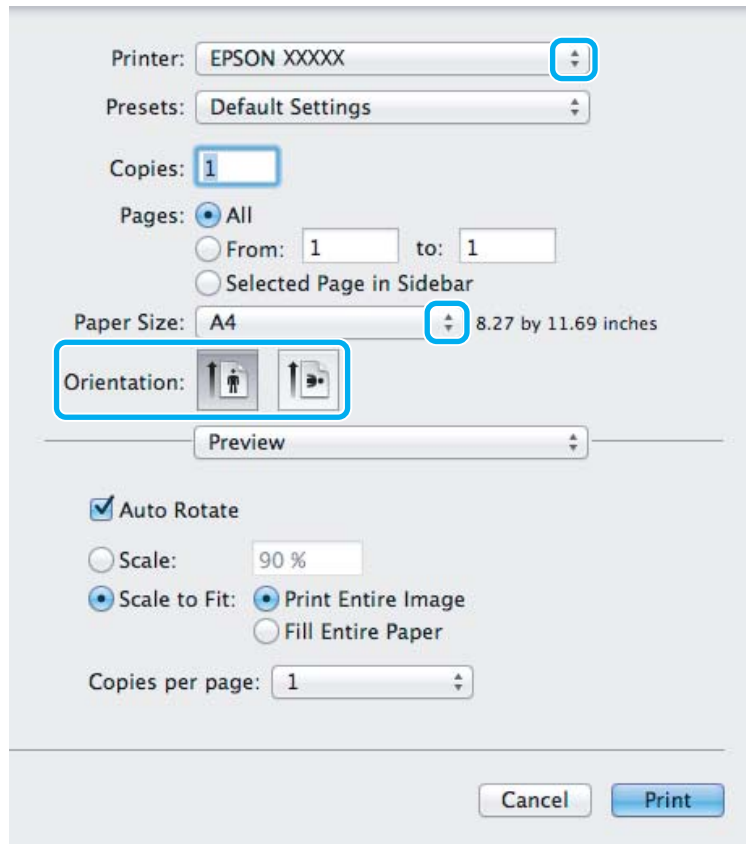 Printer: EPSON XXXXX
Presets: Default Settings
Copies: 1
Pages: All
From: 1 to: 1
Selected Page in Sidebar
Paper Size: A4 8.27 by 11.69 inches
Orientation:
Preview
Auto Rotate
Scale: 90 %
Scale to Fit: Print Entire Image
Fill Entire Paper
Copies per page: 1
Cancel Print